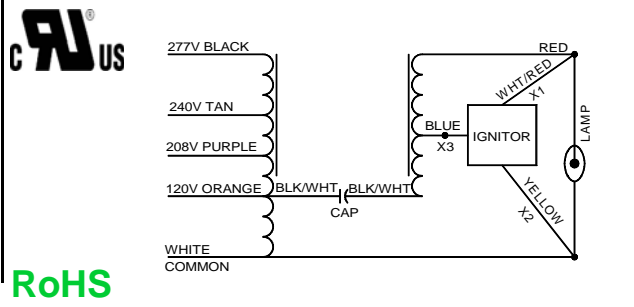 c RU US
277V BLACK
240V TAN
208V PURPLE
120V ORANGE
BLK/WHT
BLK/WHT
CAP
WHITE
COMMON
RED
WHT/RED
X1
BLUE
X3
IGNITOR
LAMP
YELLOW
X2
RoHS